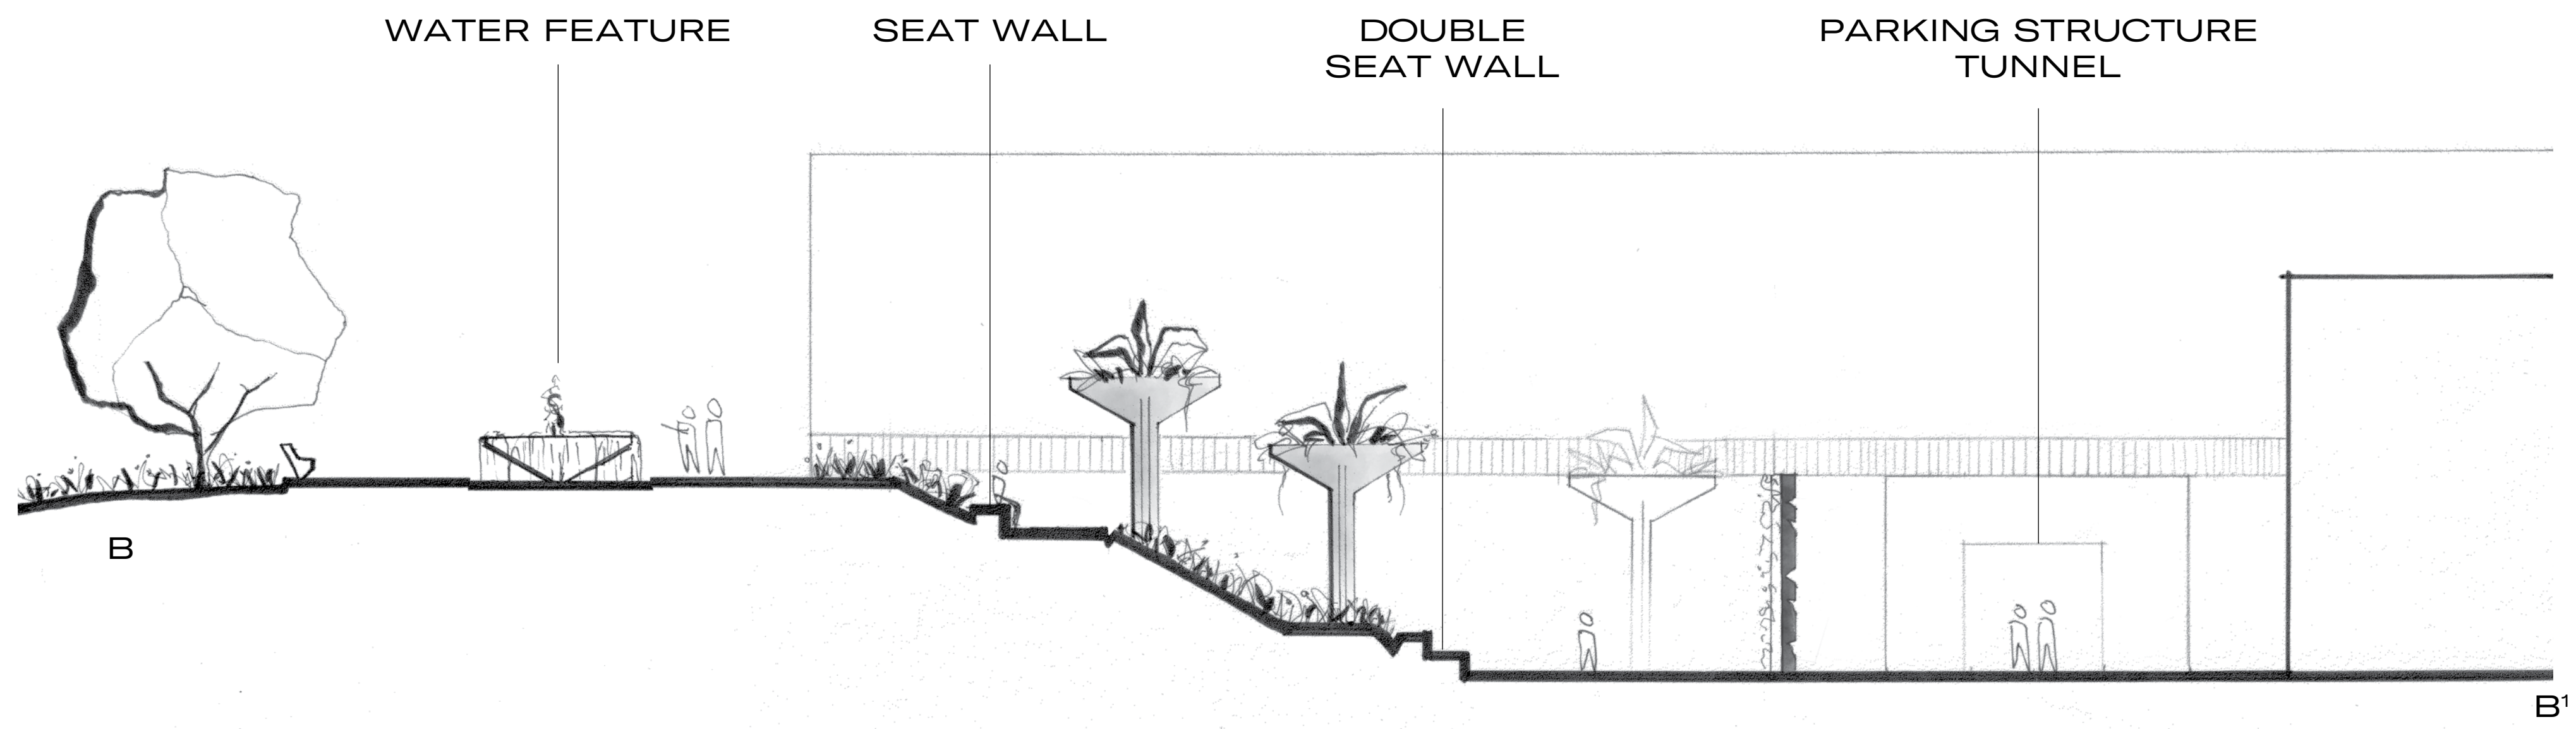 WATER FEATURE
SEAT WALL
DOUBLE
SEAT WALL
PARKING STRUCTURE
TUNNEL
B
B¹